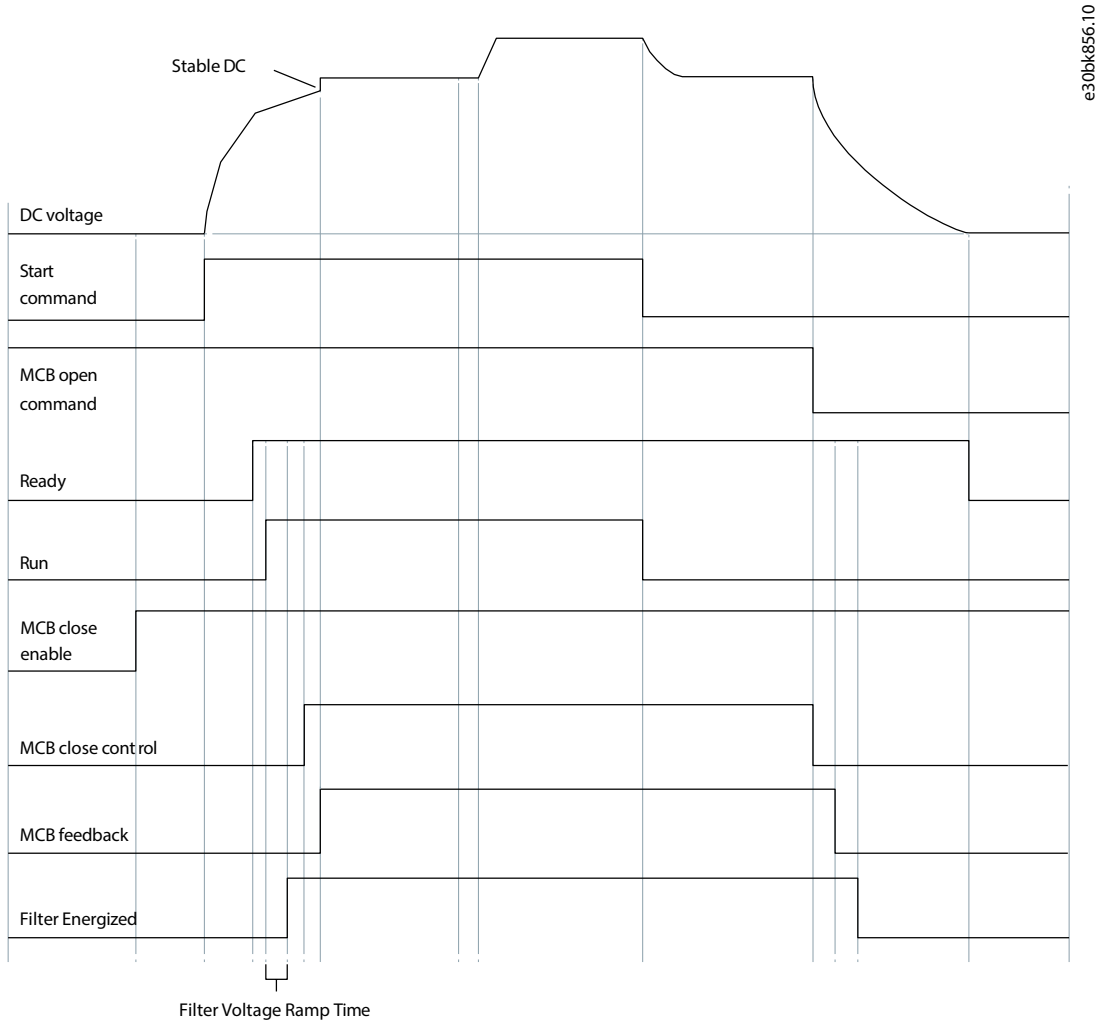 e30bk856.10
Stable DC
DC voltage
Start
command
MCB open
command
Ready
Run
MCB close
enable
MCB close control
MCB feedback
Filter Energized
Filter Voltage Ramp Time